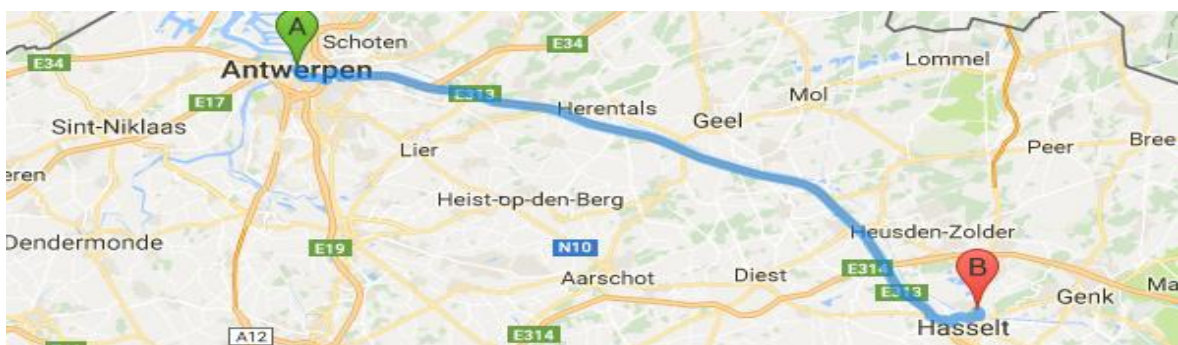 A
Schoten
E34
E34
Antwerpen
E17
E313
Herentals
Lommel
Mol
Geel
Sint-Niklaas
Lier
Peer
Bree
eren
Heist-op-den-Berg
Dendermonde
E19
N10
Heusden-Zolder
Aarschot
Diest
E314
B
E313
Genk
Ma
A12
E314
Hasselt